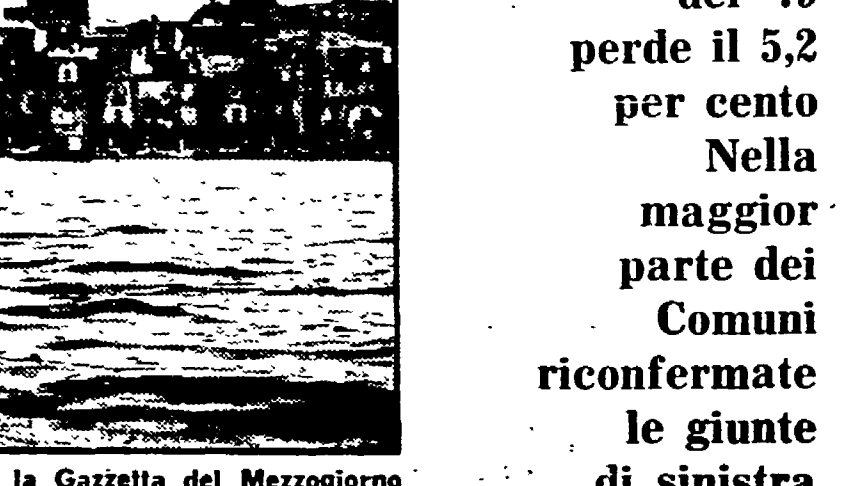 perde il 5,2
per cento
Nella
maggior
parte dei
Comuni
riconfermate
le giunte
di sinistra
la Gazzetta del Mezzogiorno